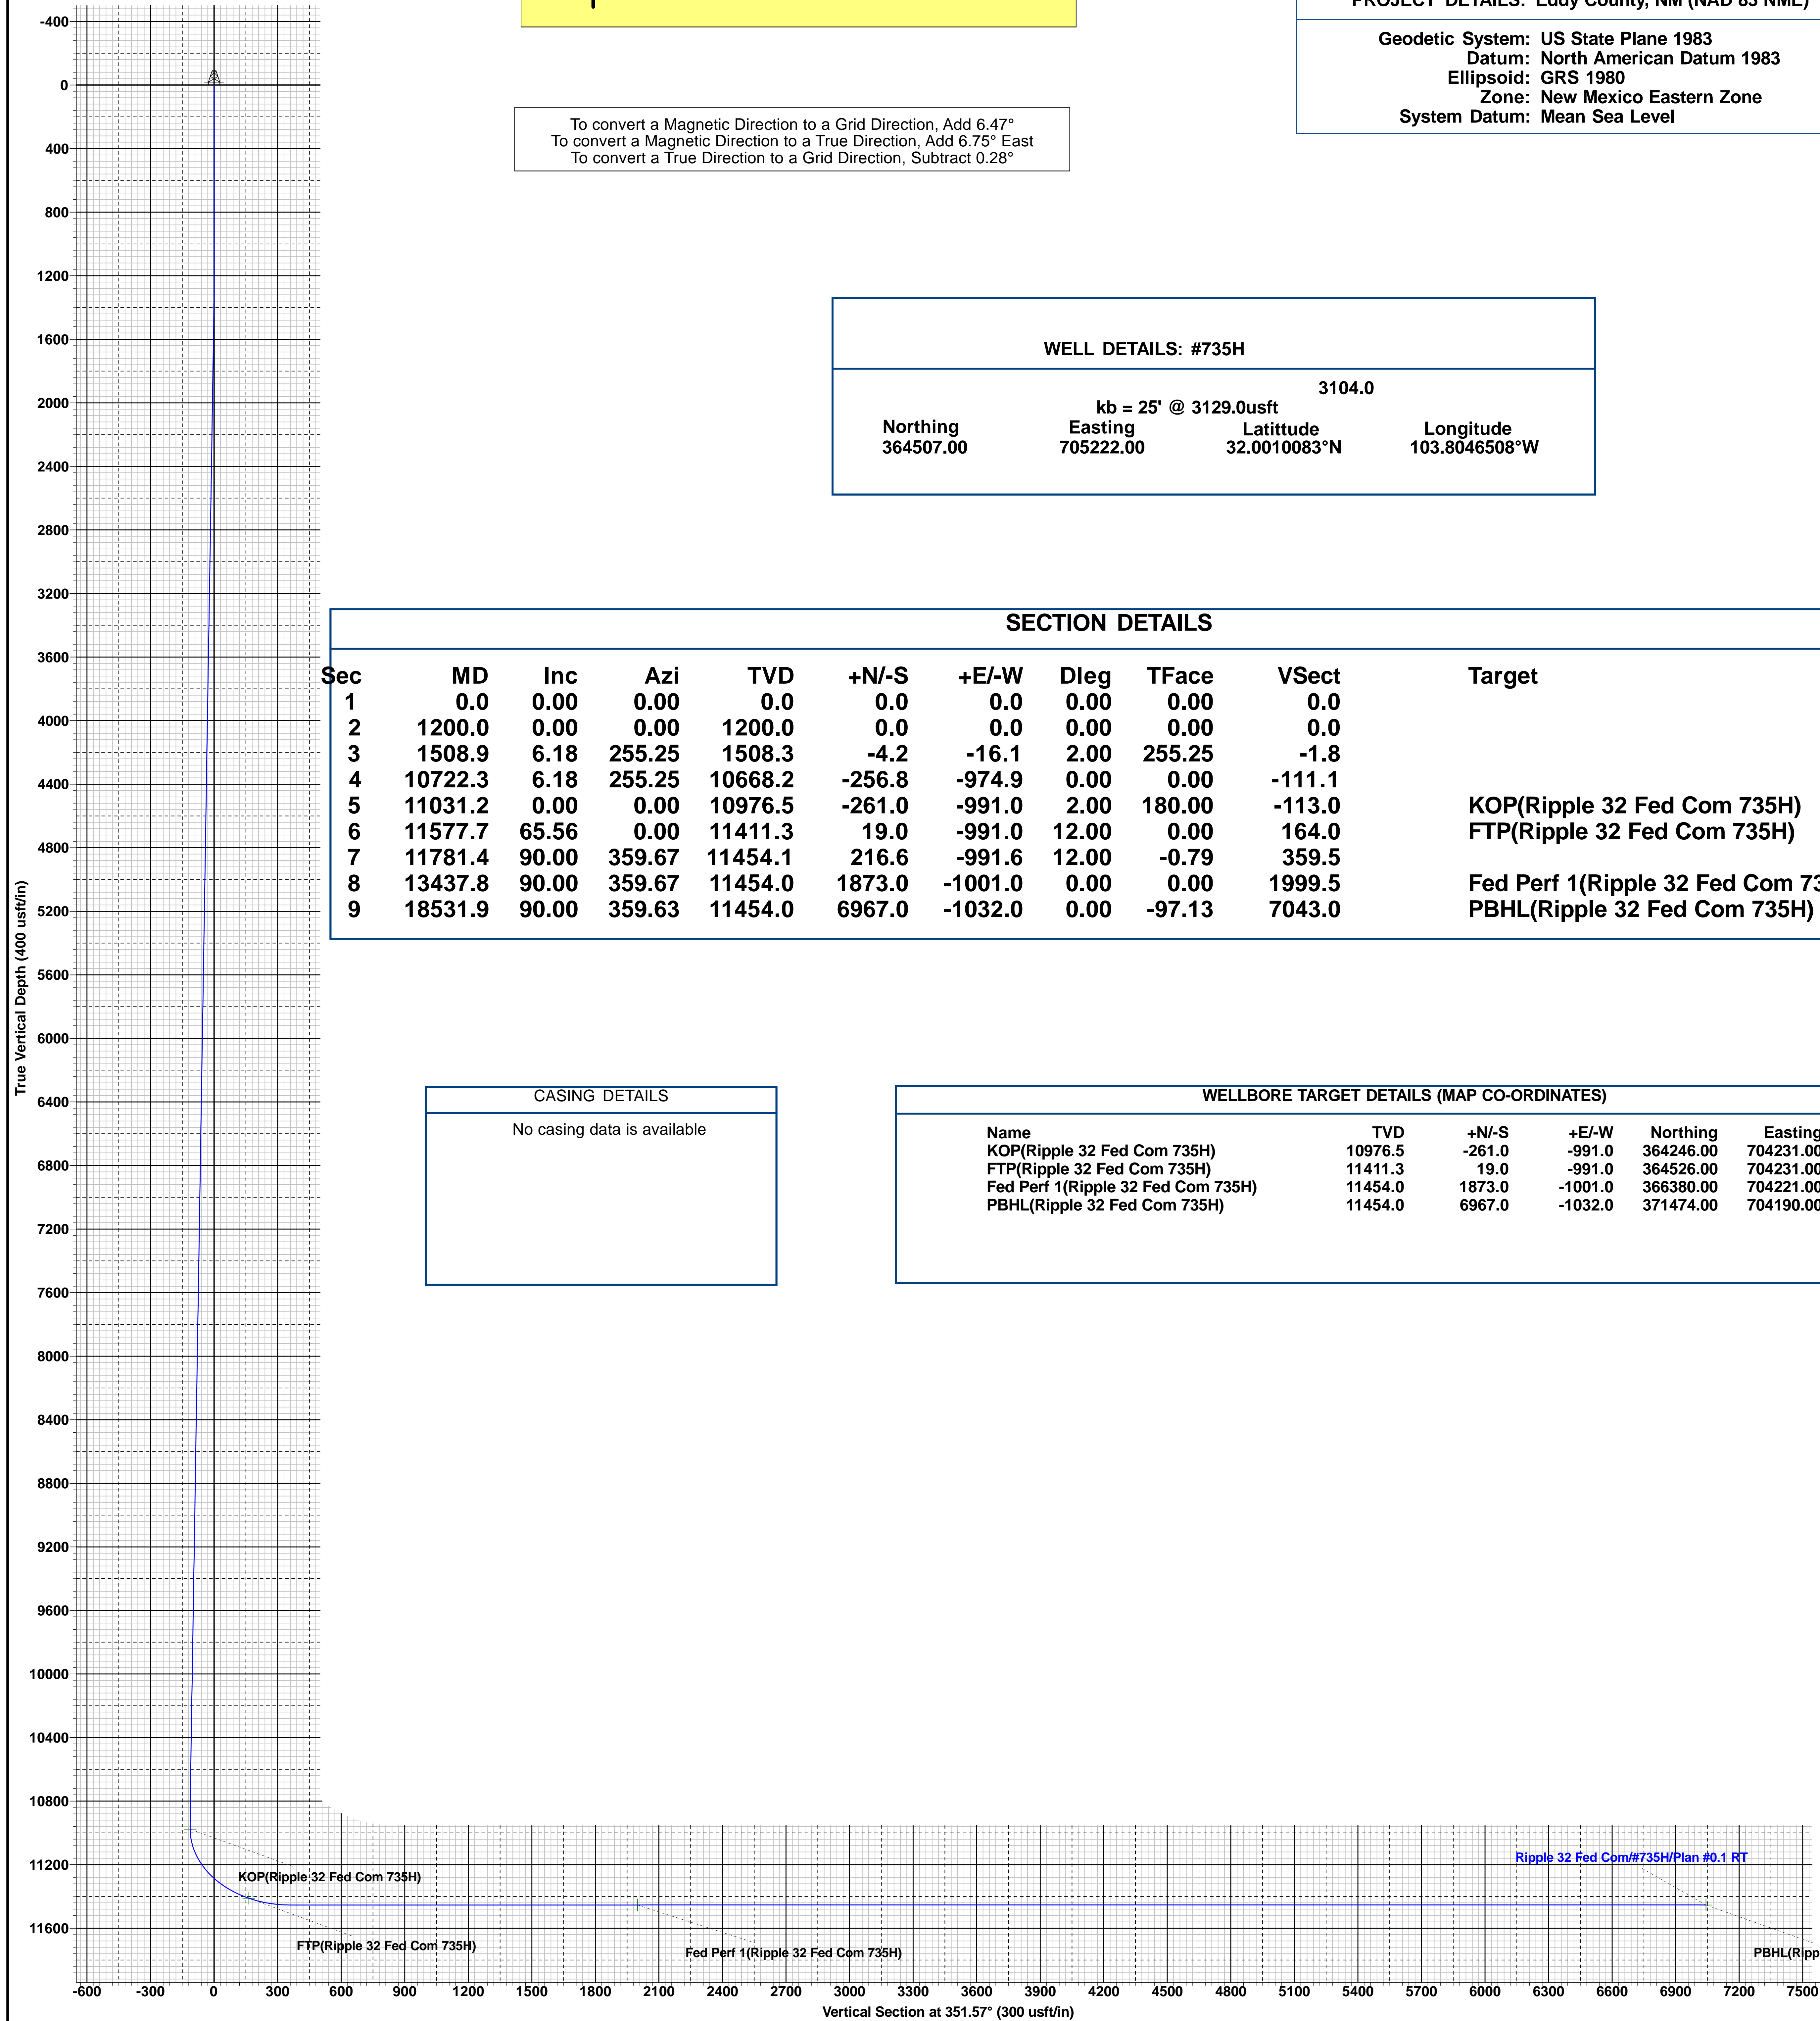 PROJECT DETAILS: Eddy County, NM (NAD 83 NME)
Geodetic System: US State Plane 1983
Datum: North American Datum 1983
Ellipsoid: GRS 1980
Zone: New Mexico Eastern Zone
System Datum: Mean Sea Level
To convert a Magnetic Direction to a Grid Direction, Add 6.47°
To convert a Magnetic Direction to a True Direction, Add 6.75° East
To convert a True Direction to a Grid Direction, Subtract 0.28°
WELL DETAILS: #735H
3104.0
kb = 25' @ 3129.0usft
Northing Easting Latittude Longitude
364507.00 705222.00 32.0010083°N 103.8046508°W
SECTION DETAILS
Sec MD Inc Azi TVD +N/-S +E/-W Dleg TFace VSect Target
1 0.0 0.00 0.00 0.0 0.0 0.0 0.00 0.00 0.0
2 1200.0 0.00 0.00 1200.0 0.0 0.0 0.00 0.00 0.0
3 1508.9 6.18 255.25 1508.3 -4.2 -16.1 2.00 255.25 -1.8
4 10722.3 6.18 255.25 10668.2 -256.8 -974.9 0.00 0.00 -111.1
5 11031.2 0.00 0.00 10976.5 -261.0 -991.0 2.00 180.00 -113.0 KOP(Ripple 32 Fed Com 735H)
6 11577.7 65.56 0.00 11411.3 19.0 -991.0 12.00 0.00 164.0 FTP(Ripple 32 Fed Com 735H)
7 11781.4 90.00 359.67 11454.1 216.6 -991.6 12.00 -0.79 359.5
8 13437.8 90.00 359.67 11454.0 1873.0 -1001.0 0.00 0.00 1999.5 Fed Perf 1(Ripple 32 Fed Com 73
9 18531.9 90.00 359.63 11454.0 6967.0 -1032.0 0.00 -97.13 7043.0 PBHL(Ripple 32 Fed Com 735H)
CASING DETAILS
No casing data is available
WELLBORE TARGET DETAILS (MAP CO-ORDINATES)
Name TVD +N/-S +E/-W Northing Easting
KOP(Ripple 32 Fed Com 735H) 10976.5 -261.0 -991.0 364246.00 704231.00
FTP(Ripple 32 Fed Com 735H) 11411.3 19.0 -991.0 364526.00 704231.00
Fed Perf 1(Ripple 32 Fed Com 735H) 11454.0 1873.0 -1001.0 366380.00 704221.00
PBHL(Ripple 32 Fed Com 735H) 11454.0 6967.0 -1032.0 371474.00 704190.00
True Vertical Depth (400 usft/in)
-400
0
400
800
1200
1600
2000
2400
2800
3200
3600
4000
4400
4800
5200
5600
6000
6400
6800
7200
7600
8000
8400
8800
9200
9600
10000
10400
10800
11200
11600
Ripple 32 Fed Com/#735H/Plan #0.1 RT
KOP(Ripple 32 Fed Com 735H)
FTP(Ripple 32 Fed Com 735H)
Fed Perf 1(Ripple 32 Fed Com 735H)
PBHL(Ripp
-600 -300 0 300 600 900 1200 1500 1800 2100 2400 2700 3000 3300 3600 3900 4200 4500 4800 5100 5400 5700 6000 6300 6600 6900 7200 7500
Vertical Section at 351.57° (300 usft/in)